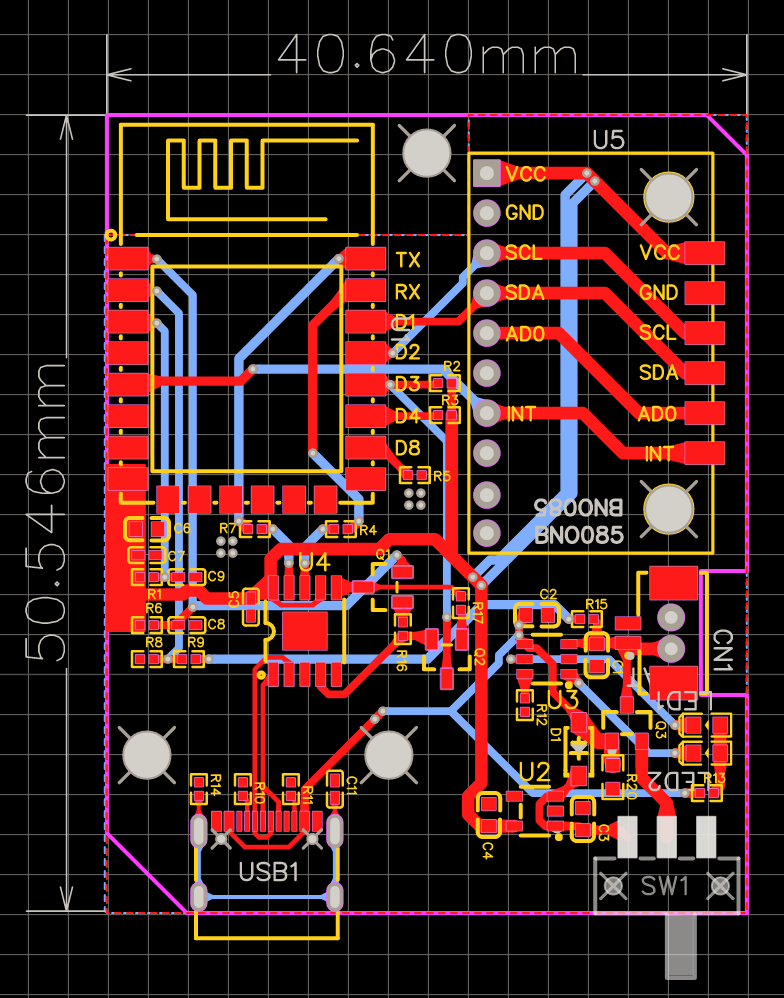 40.640mm
50.546mm
U5
VCC
GND
SCL
SDA
AD0
INT
VCC
GND
SCL
SDA
AD0
INT
BNO085
BNO085
TX
RX
D1
D2
D3
D4
D8
R2
R3
R5
R7
R4
C6
C7
R1
C9
R6
C8
R8
R9
C5
U4
Q1
R16
R17
Q2
C2
R15
CN1
U3
R12
D1
Q3
LED1
LED2
R13
R20
U2
C4
C3
R14
R10
R11
C11
USB1
SW1